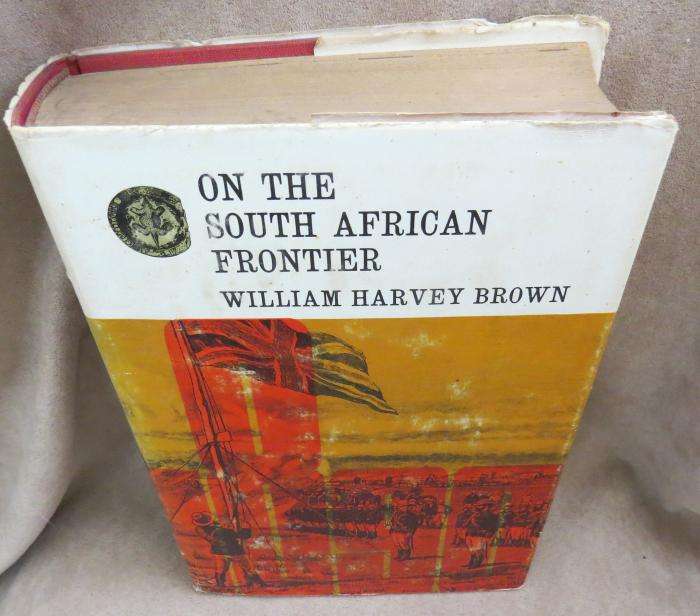 ON THE
SOUTH AFRICAN
FRONTIER
WILLIAM HARVEY BROWN